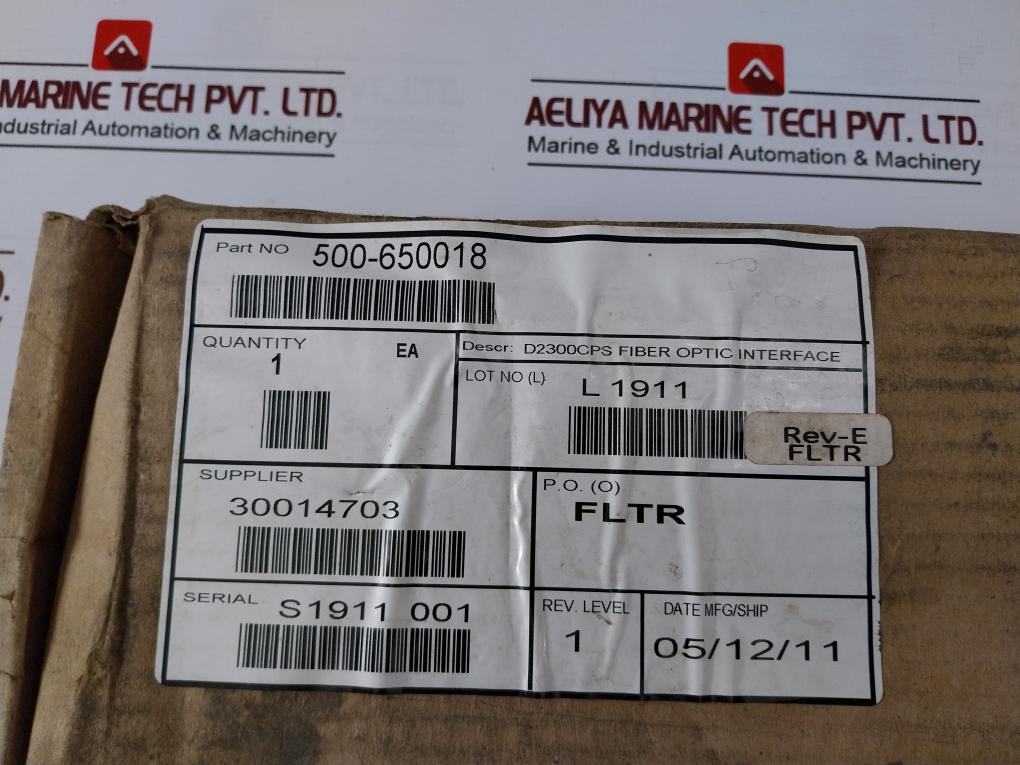 MARINE TECH PVT. LTD.
ndustrial Automation & Machinery
AELIYA MARINE TECH PVT. LTD.
Marine & Industrial Automation & Machinery
D.
Part NO 500-650018
QUANTITY
1 EA
Descr: D2300CPS FIBER OPTIC INTERFACE
LOT NO (L) L 1911
Rev-E
FLTR
SUPPLIER
30014703
P.O. (O)
FLTR
SERIAL S1911 001
REV. LEVEL
1
DATE MFG/SHIP
05/12/11